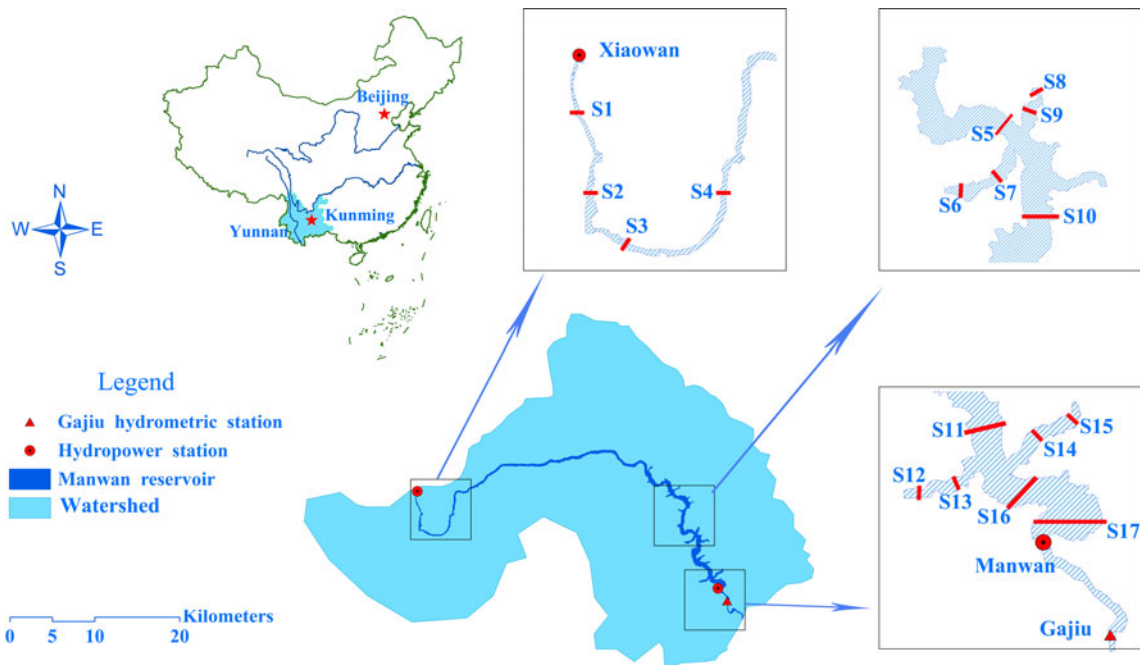 Beijing
Kunming
Yunnan
N
W
E
S
Xiaowan
S1
S2
S4
S3
S8
S9
S5
S7
S6
S10
Legend
Gajiu hydrometric station
Hydropower station
Manwan reservoir
Watershed
Kilometers
0 5 10 20
S11
S15
S14
S12
S13
S16
S17
Manwan
Gajiu